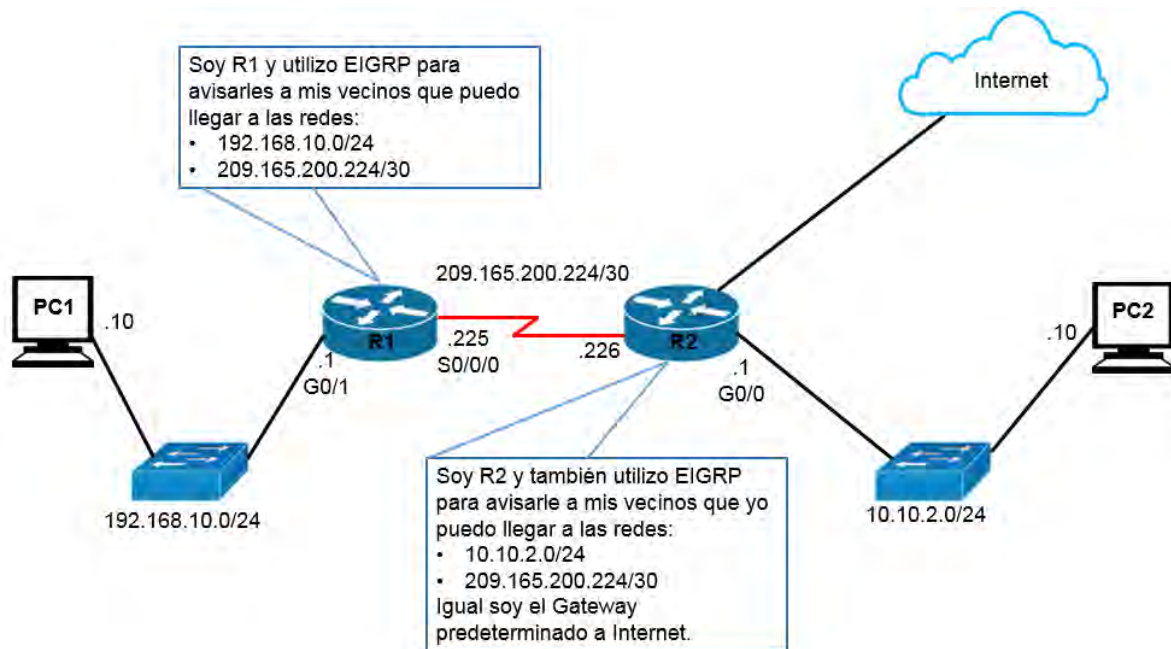 Soy R1 y utilizo EIGRP para
avisarles a mis vecinos que puedo
llegar a las redes:
• 192.168.10.0/24
• 209.165.200.224/30
Internet
209.165.200.224/30
PC1
.10
R1
.225
S0/0/0
.226
R2
.1
G0/1
.1
G0/0
.10
PC2
192.168.10.0/24
10.10.2.0/24
Soy R2 y también utilizo EIGRP
para avisarle a mis vecinos que yo
puedo llegar a las redes:
• 10.10.2.0/24
• 209.165.200.224/30
Igual soy el Gateway
predeterminado a Internet.